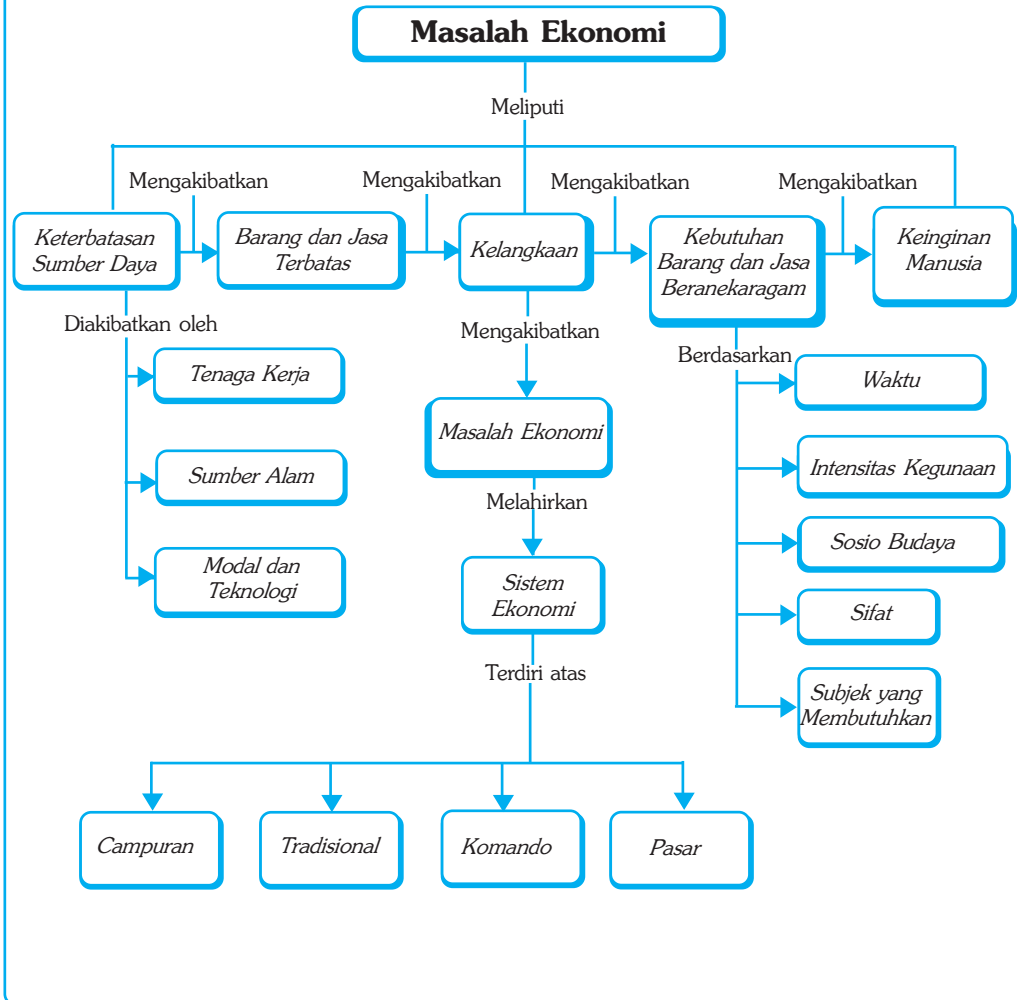 Masalah Ekonomi
Meliputi
Mengakibatkan
Mengakibatkan
Mengakibatkan
Mengakibatkan
Keterbatasan
Sumber Daya
Barang dan Jasa
Terbatas
Kelangkaan
Kebutuhan
Barang dan Jasa
Beranekaragam
Keinginan
Manusia
Diakibatkan oleh
Tenaga Kerja
Sumber Alam
Modal dan
Teknologi
Mengakibatkan
Masalah Ekonomi
Melahirkan
Sistem
Ekonomi
Terdiri atas
Campuran
Tradisional
Komando
Pasar
Berdasarkan
Waktu
Intensitas Kegunaan
Sosio Budaya
Sifat
Subjek yang
Membutuhkan